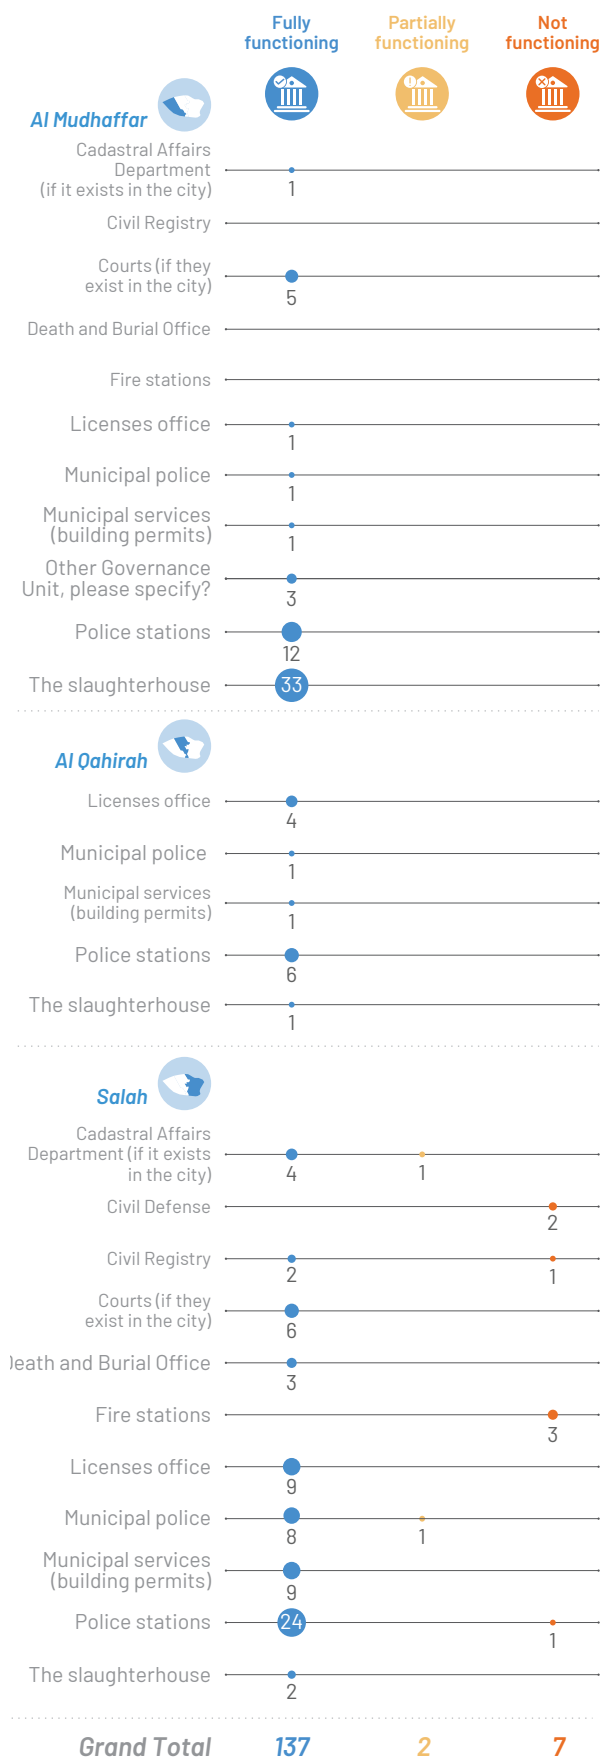 Fully
functioning
Partially
functioning
Not
functioning
Al Mudhaffar
Cadastral Affairs
Department
(if it exists in the city)
1
Civil Registry
Courts (if they
exist in the city)
5
Death and Burial Office
Fire stations
Licenses office
1
Municipal police
1
Municipal services
(building permits)
1
Other Governance
Unit, please specify?
3
Police stations
12
The slaughterhouse
33
Al Qahirah
Licenses office
4
Municipal police
1
Municipal services
(building permits)
1
Police stations
6
The slaughterhouse
1
Salah
Cadastral Affairs
Department (if it exists
in the city)
4 1
Civil Defense
2
Civil Registry
2 1
Courts (if they
exist in the city)
6
Death and Burial Office
3
Fire stations
3
Licenses office
9
Municipal police
8 1
Municipal services
(building permits)
9
Police stations
24
1
The slaughterhouse
2
Grand Total 137 2 7